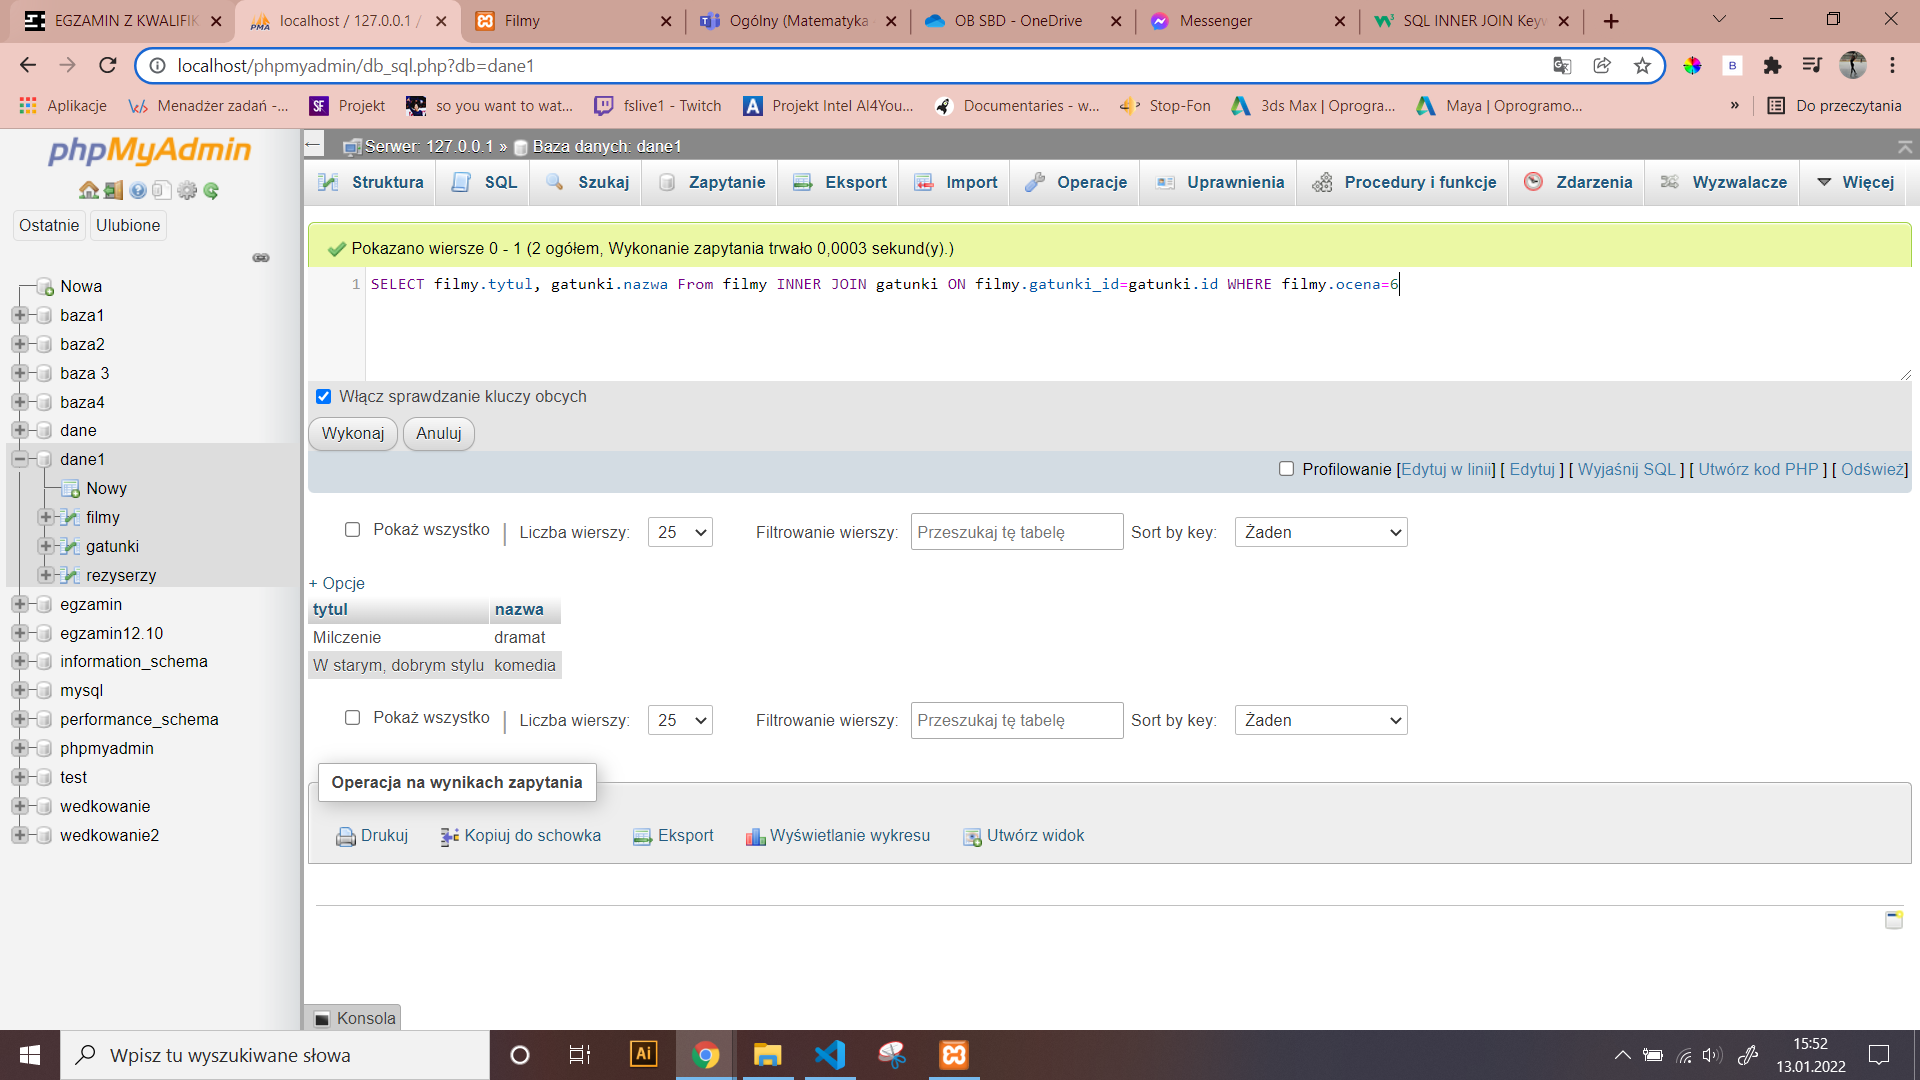 EGZAMIN Z KWALIFIK
localhost / 127.0.0.1 /
Filmy
Ogólny (Matematyka
OB SBD - OneDrive
Messenger
SQL INNER JOIN Keyw
localhost/phpmyadmin/db_sql.php?db=dane1
Aplikacje
Menadżer zadań -...
Projekt
so you want to wat...
fslive1 - Twitch
Projekt Intel AI4You...
Documentaries - w...
Stop-Fon
3ds Max | Oprogra...
Maya | Oprogramo...
»
Do przeczytania
phpMyAdmin
Ostatnie
Ulubione
Nowa
baza1
baza2
baza 3
baza4
dane
dane1
Nowy
filmy
gatunki
rezyserzy
egzamin
egzamin12.10
information_schema
mysql
performance_schema
phpmyadmin
test
wedkowanie
wedkowanie2
Serwer: 127.0.0.1 » Baza danych: dane1
Struktura
SQL
Szukaj
Zapytanie
Eksport
Import
Operacje
Uprawnienia
Procedury i funkcje
Zdarzenia
Wyzwalacze
Więcej
Pokazano wiersze 0 - 1 (2 ogółem, Wykonanie zapytania trwało 0,0003 sekund(y).)
1 SELECT filmy.tytul, gatunki.nazwa From filmy INNER JOIN gatunki ON filmy.gatunki_id=gatunki.id WHERE filmy.ocena=6
Włącz sprawdzanie kluczy obcych
Wykonaj
Anuluj
Profilowanie [Edytuj w linii] [ Edytuj ] [ Wyjaśnij SQL ] [ Utwórz kod PHP ] [ Odśwież]
Pokaż wszystko | Liczba wierszy: 25 Filtrowanie wierszy: Przeszukaj tę tabelę Sort by key: Żaden
+ Opcje
tytul nazwa
Milczenie dramat
W starym, dobrym stylu komedia
Pokaż wszystko | Liczba wierszy: 25 Filtrowanie wierszy: Przeszukaj tę tabelę Sort by key: Żaden
Operacja na wynikach zapytania
Drukuj
Kopiuj do schowka
Eksport
Wyświetlanie wykresu
Utwórz widok
Konsola
Wpisz tu wyszukiwane słowa
15:52
13.01.2022